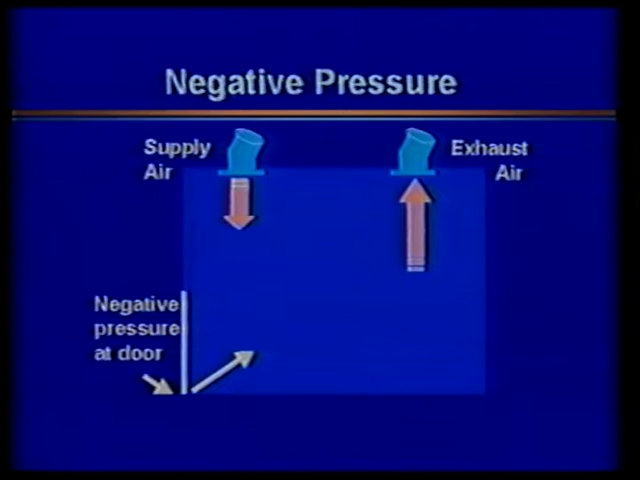 Negative Pressure
Supply
Air
Exhaust
Air
Negative
pressure
at door